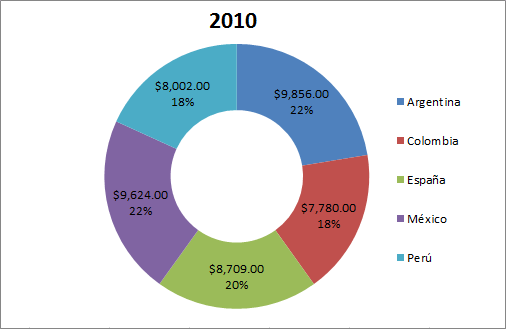 2010
$8,002.00
18%
$9,856.00
22%
$9,624.00
22%
$7,780.00
18%
$8,709.00
20%
Argentina
Colombia
España
México
Perú